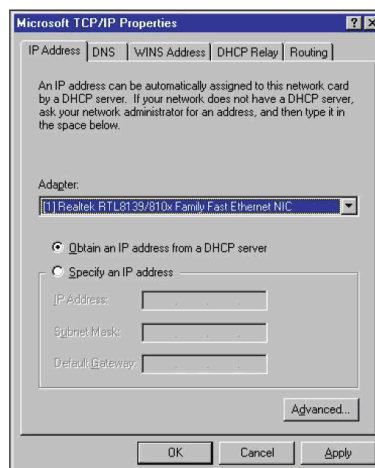 Microsoft TCP/IP Properties
IP Address DNS WINS Address DHCP Relay Routing
An IP address can be automatically assigned to this network card
by a DHCP server. If your network does not have a DHCP server,
ask your network administrator for an address, and then type it in
the space below.
Adapter:
[1] Realtek RTL8139/810x Family Fast Ethernet NIC
Obtain an IP address from a DHCP server
Specify an IP address
IP Address:
Subnet Mask:
Default Gateway:
Advanced...
OK Cancel Apply